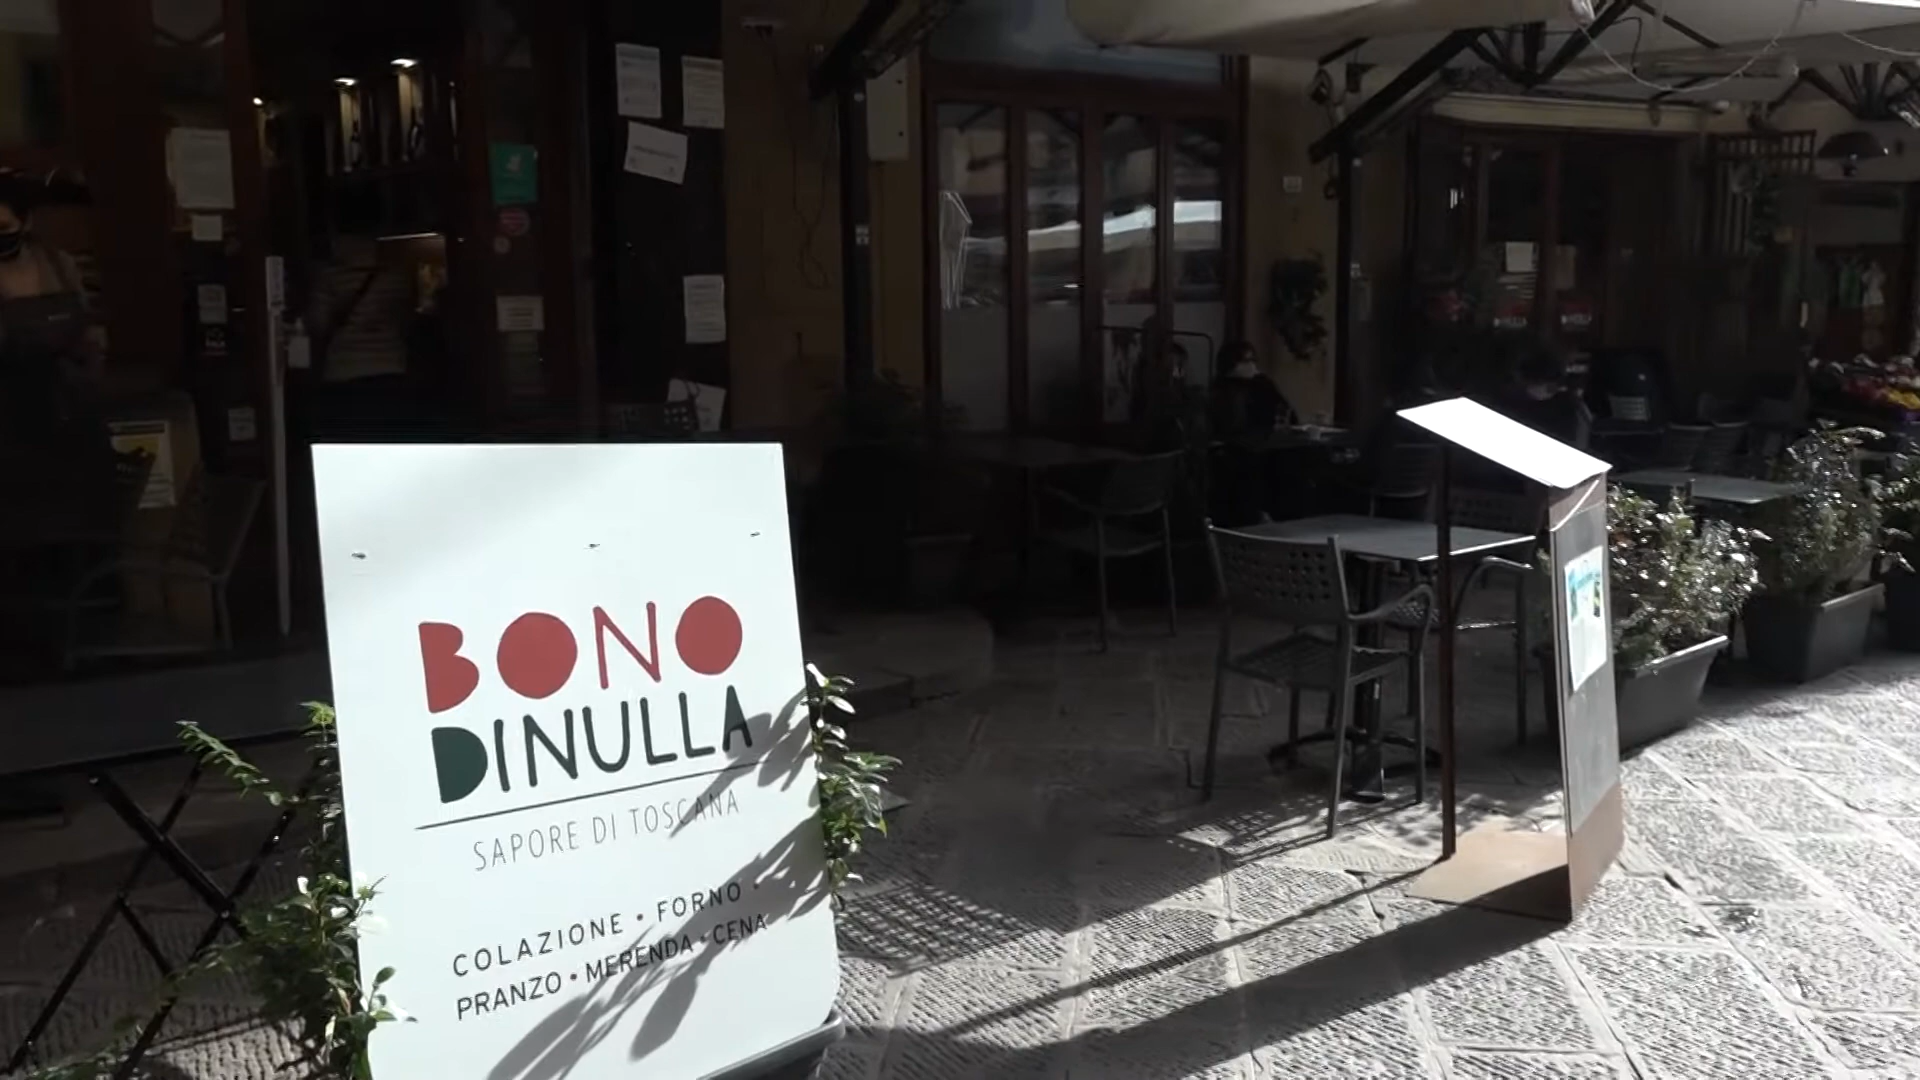 BONO
DINULLA
SAPORE DI TOSCANA
COLAZIONE • FORNO •
PRANZO • MERENDA • CENA